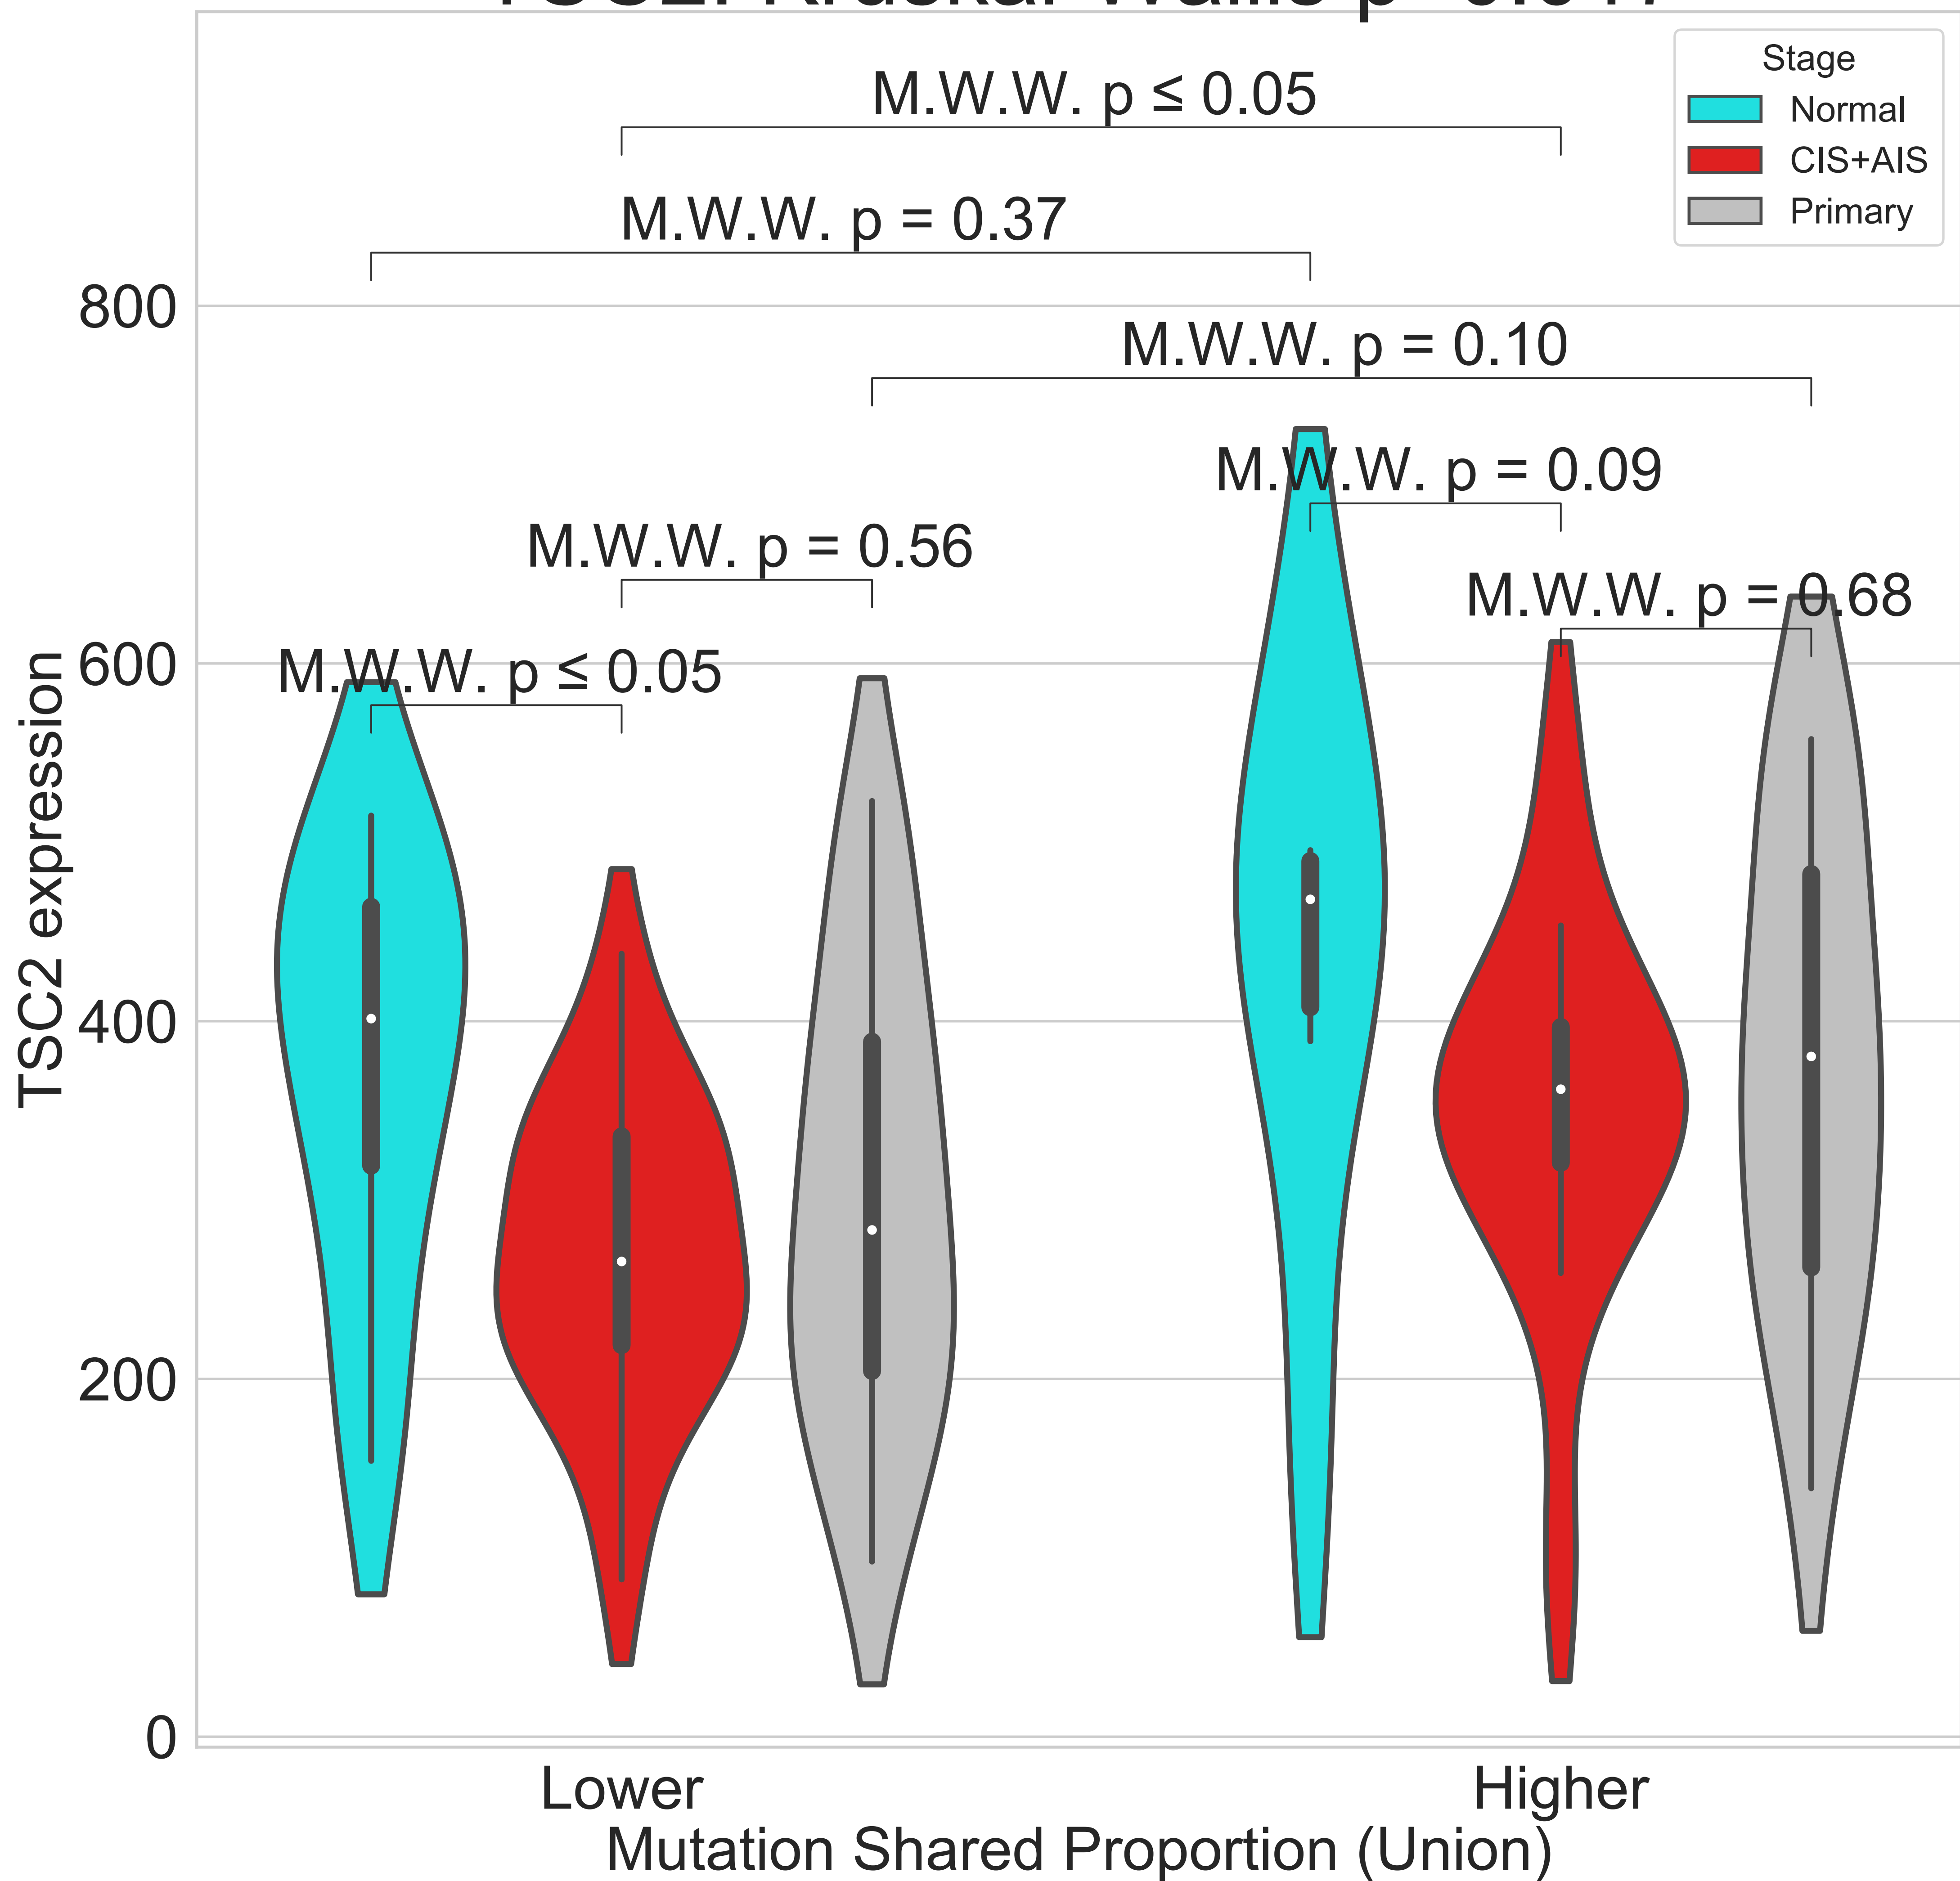 Stage
Normal
CIS+AIS
Primary
M.W.W. p ≤ 0.05
M.W.W. p = 0.37
M.W.W. p = 0.10
M.W.W. p = 0.09
M.W.W. p = 0.56
M.W.W. p = 0.68
M.W.W. p ≤ 0.05
800
600
400
200
0
TSC2 expression
Lower
Higher
Mutation Shared Proportion (Union)